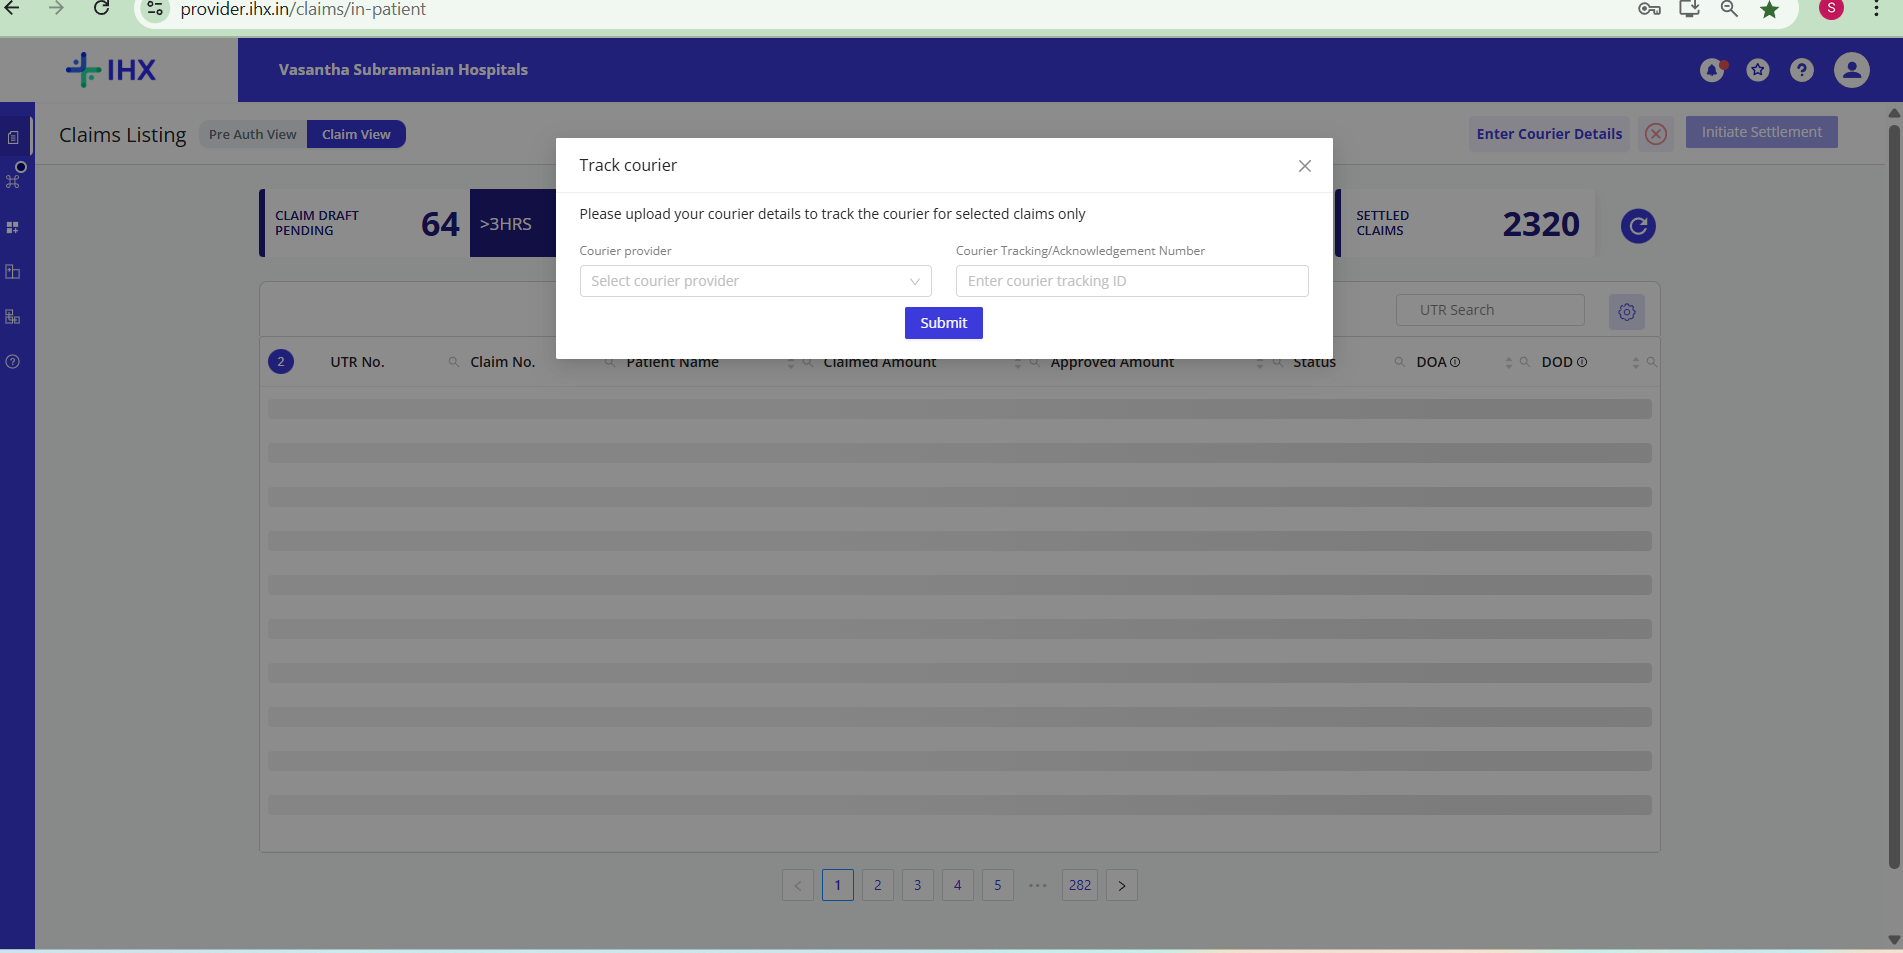 provider.ihx.in/claims/in-patient
S
IHX
Vasantha Subramanian Hospitals
Claims Listing
Pre Auth View
Claim View
Enter Courier Details
Initiate Settlement
Track courier
Please upload your courier details to track the courier for selected claims only
Courier provider
Courier Tracking/Acknowledgement Number
Select courier provider
Enter courier tracking ID
Submit
CLAIM DRAFT
PENDING
64
>3HRS
SETTLED
CLAIMS
2320
UTR Search
2
UTR No.
Claim No.
Patient Name
Claimed Amount
Approved Amount
Status
DOA
DOD
< 1 2 3 4 5 ••• 282 >